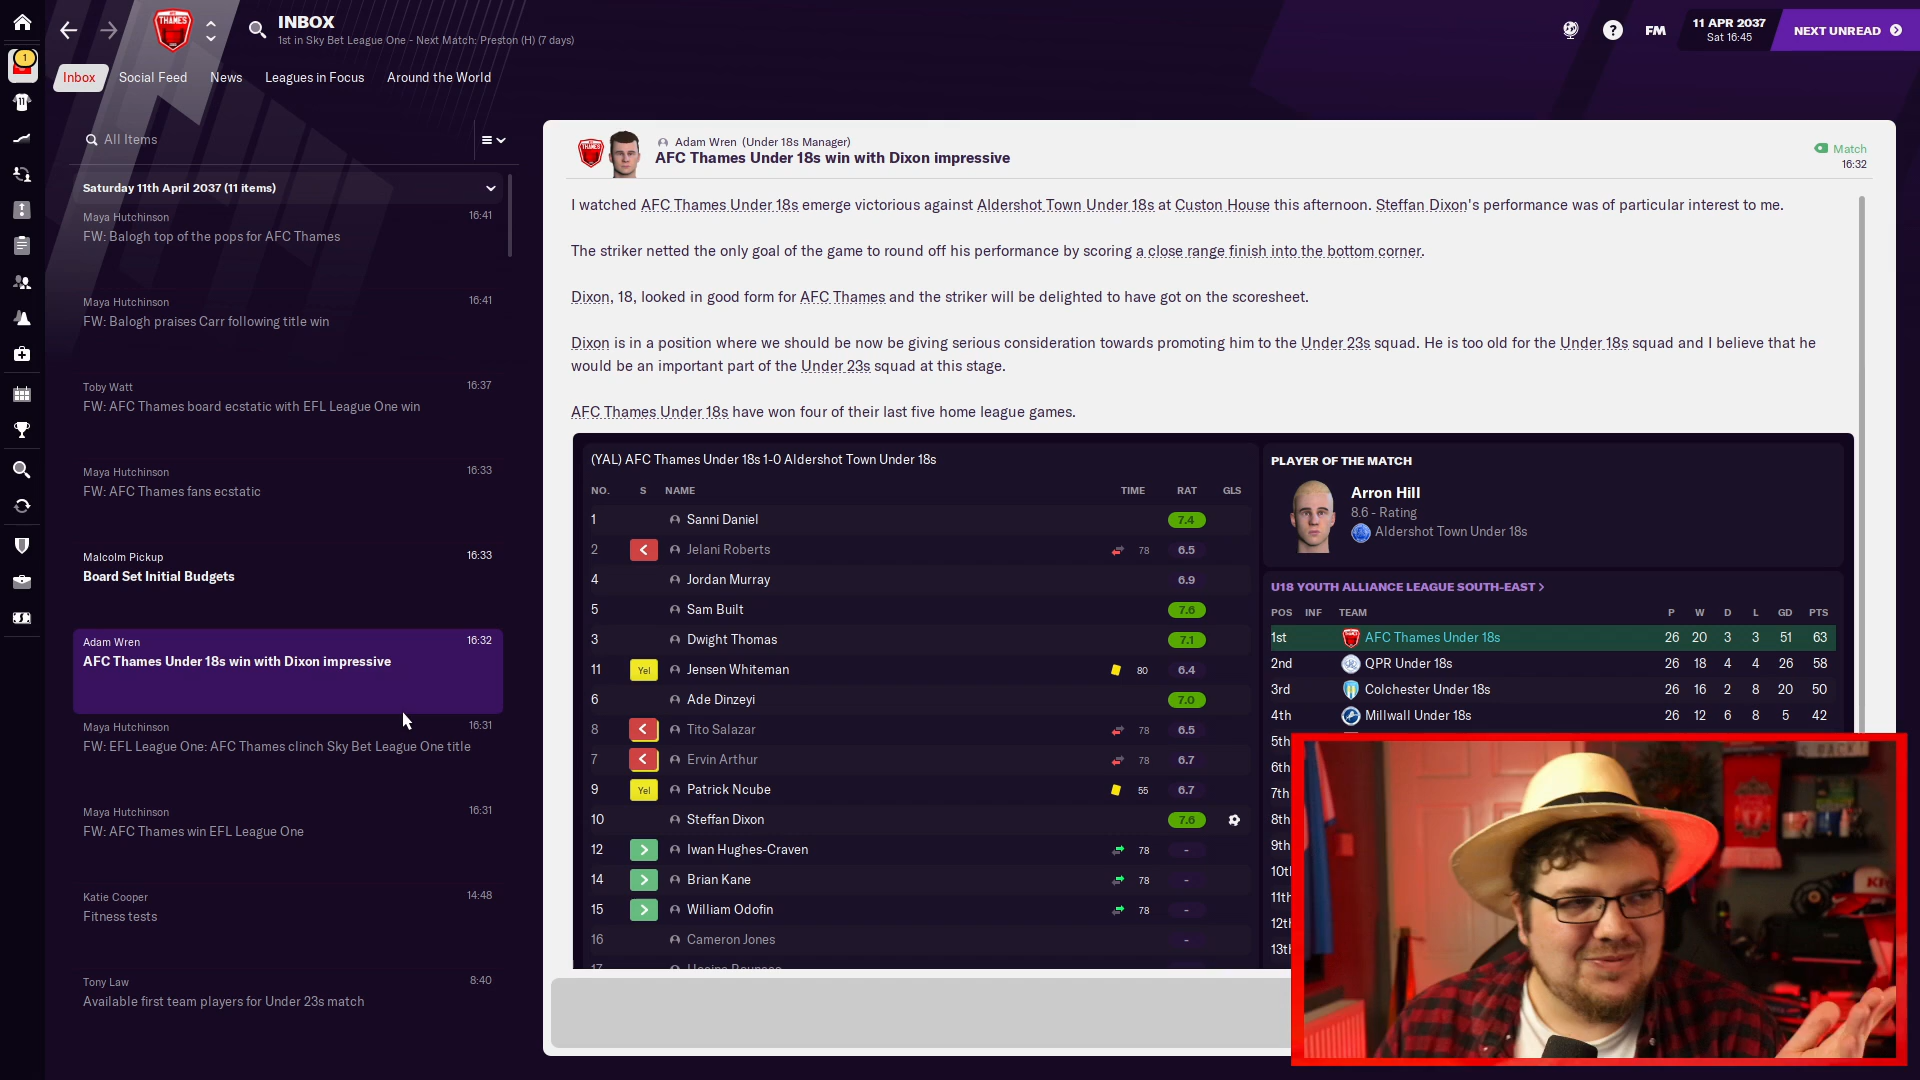 INBOX
1st in Sky Bet League One - Next Match: Preston (H) (7 days)
FM
11 APR 2037
Sat 16:45
NEXT UNREAD
THAMES
1
Inbox
Social Feed
News
Leagues in Focus
Around the World
All Items
Saturday 11th April 2037 (11 items)
Maya Hutchinson 16:41
FW: Balogh top of the pops for AFC Thames
Maya Hutchinson 16:41
FW: Balogh praises Carr following title win
Toby Watt 16:37
FW: AFC Thames board ecstatic with EFL League One win
Maya Hutchinson 16:33
FW: AFC Thames fans ecstatic
Malcolm Pickup 16:33
Board Set Initial Budgets
Adam Wren 16:32
AFC Thames Under 18s win with Dixon impressive
Maya Hutchinson 16:31
FW: EFL League One: AFC Thames clinch Sky Bet League One title
Maya Hutchinson 16:31
FW: AFC Thames win EFL League One
Katie Cooper 14:48
Fitness tests
Tony Law 8:40
Available first team players for Under 23s match
Adam Wren (Under 18s Manager)
AFC Thames Under 18s win with Dixon impressive
Match
16:32
I watched AFC Thames Under 18s emerge victorious against Aldershot Town Under 18s at Custon House this afternoon. Steffan Dixon's performance was of particular interest to me.
The striker netted the only goal of the game to round off his performance by scoring a close range finish into the bottom corner.
Dixon, 18, looked in good form for AFC Thames and the striker will be delighted to have got on the scoresheet.
Dixon is in a position where we should be now be giving serious consideration towards promoting him to the Under 23s squad. He is too old for the Under 18s squad and I believe that he
would be an important part of the Under 23s squad at this stage.
AFC Thames Under 18s have won four of their last five home league games.
(YAL) AFC Thames Under 18s 1-0 Aldershot Town Under 18s
NO. S NAME TIME RAT GLS
1 Sanni Daniel 7.4
2 Jelani Roberts 78 6.5
4 Jordan Murray 6.9
5 Sam Built 7.6
3 Dwight Thomas 7.1
11 Yel Jensen Whiteman 80 6.4
6 Ade Dinzeyi 7.0
8 Tito Salazar 78 6.5
7 Ervin Arthur 78 6.7
9 Yel Patrick Ncube 55 6.7
10 Steffan Dixon 7.6
12 Iwan Hughes-Craven 78 -
14 Brian Kane 78 -
15 William Odofin 78 -
16 Cameron Jones -
PLAYER OF THE MATCH
Arron Hill
8.6 - Rating
Aldershot Town Under 18s
U18 YOUTH ALLIANCE LEAGUE SOUTH-EAST >
POS INF TEAM P W D L GD PTS
1st AFC Thames Under 18s 26 20 3 3 51 63
2nd QPR Under 18s 26 18 4 4 26 58
3rd Colchester Under 18s 26 16 2 8 20 50
4th Millwall Under 18s 26 12 6 8 5 42
5th
6th
7th
8th
9th
10th
11th
12th
13th